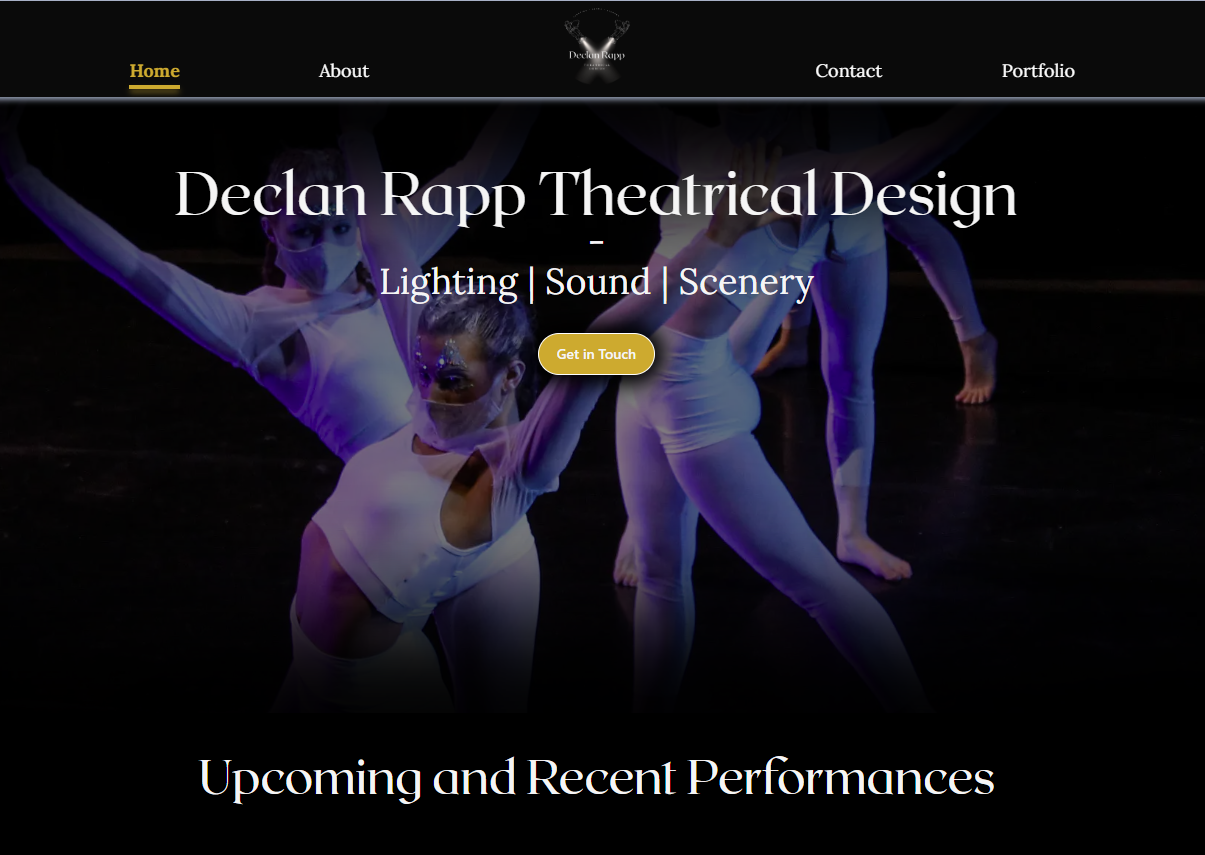 Home
About
Declan Rapp
Contact
Portfolio
Declan Rapp Theatrical Design
-
Lighting | Sound | Scenery
Get in Touch
Upcoming and Recent Performances